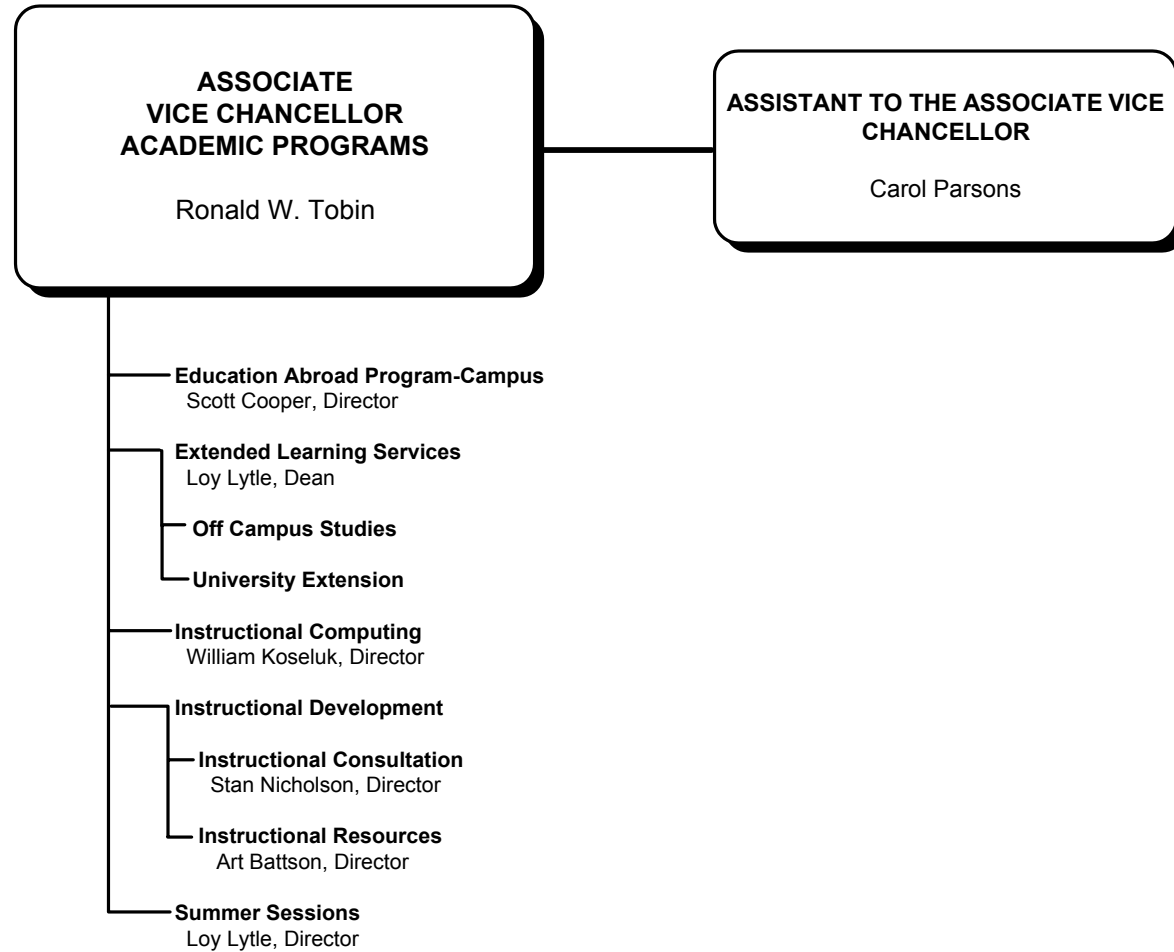 ASSOCIATE
VICE CHANCELLOR
ACADEMIC PROGRAMS
Ronald W. Tobin
ASSISTANT TO THE ASSOCIATE VICE
CHANCELLOR
Carol Parsons
Education Abroad Program-Campus
Scott Cooper, Director
Extended Learning Services
Loy Lytle, Dean
Off Campus Studies
University Extension
Instructional Computing
William Koseluk, Director
Instructional Development
Instructional Consultation
Stan Nicholson, Director
Instructional Resources
Art Battson, Director
Summer Sessions
Loy Lytle, Director